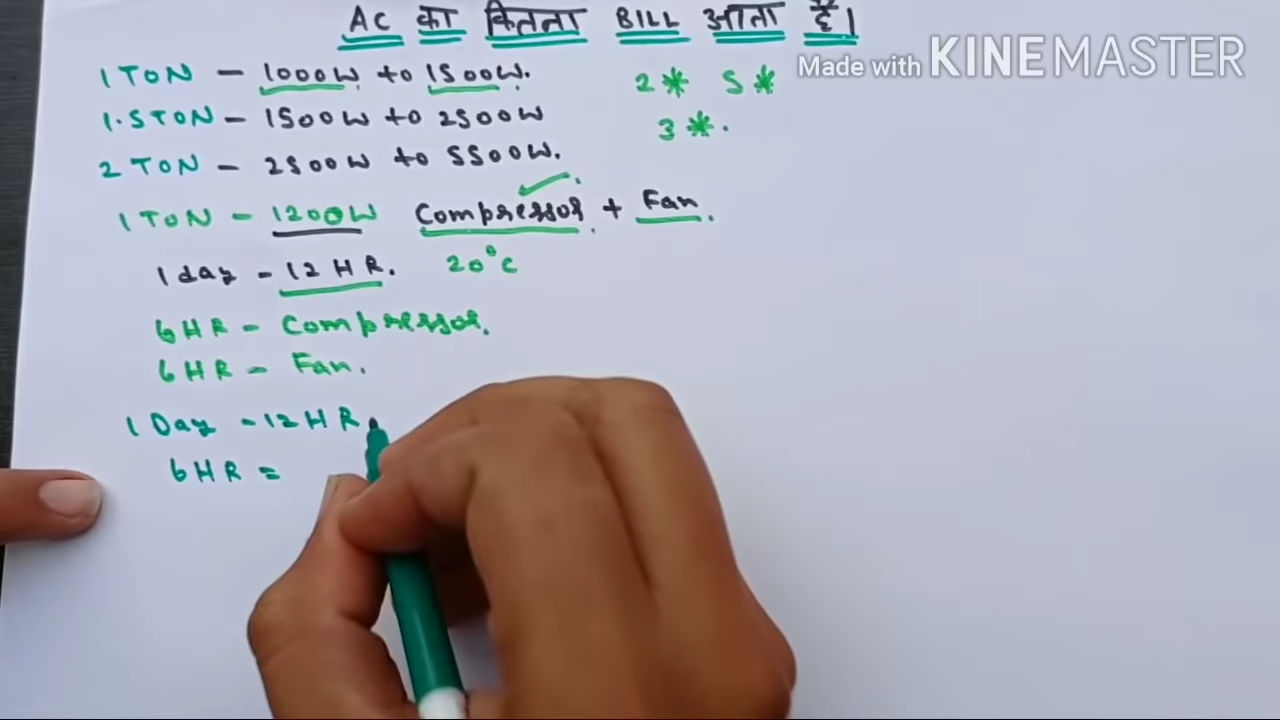 AC का कितना BILL आता है।
Made with KINEMASTER
1 TON - 1000W to 1500W.
2* 5*
1.5 TON - 1500W to 2500W
3*.
2 TON - 2500W to 5500W.
1 TON - 1200W Compressor + Fan.
1 day - 12 HR. 20°C
6 HR - Compressor.
6 HR - Fan.
1 Day - 12 HR
6 HR =